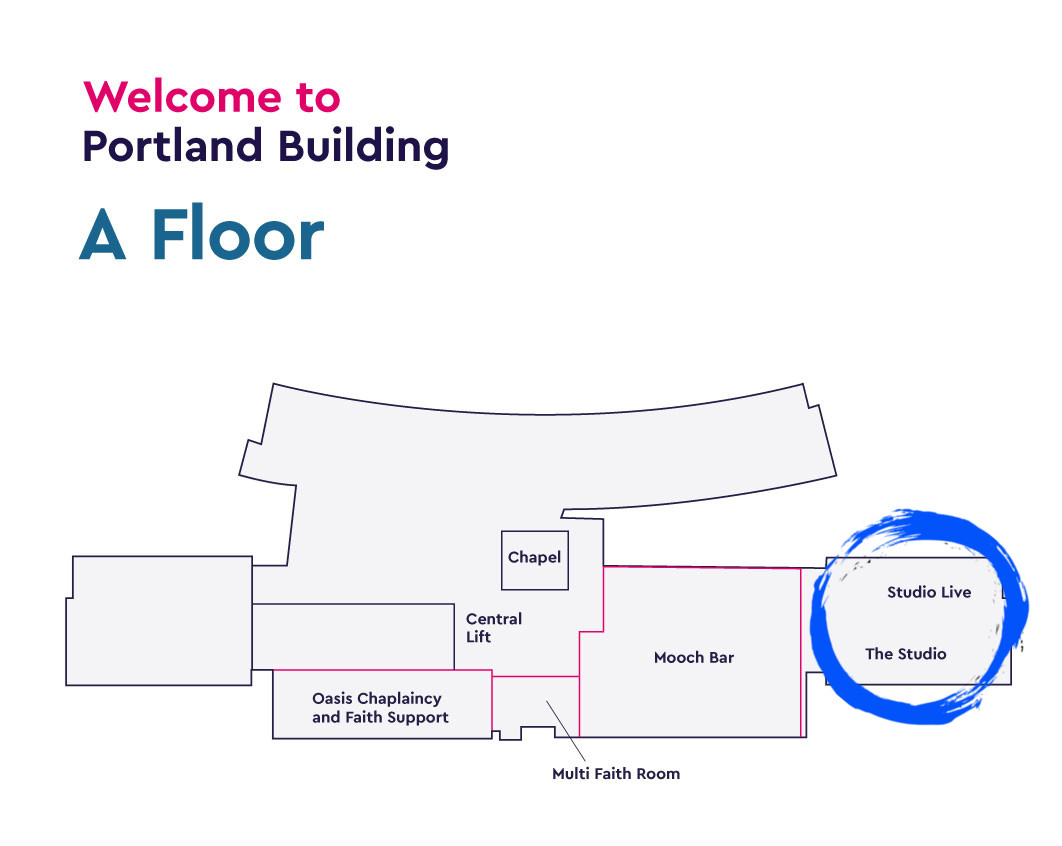 Welcome to
Portland Building
A Floor
Chapel
Studio Live
Central
Lift
Mooch Bar
The Studio
Oasis Chaplaincy
and Faith Support
Multi Faith Room